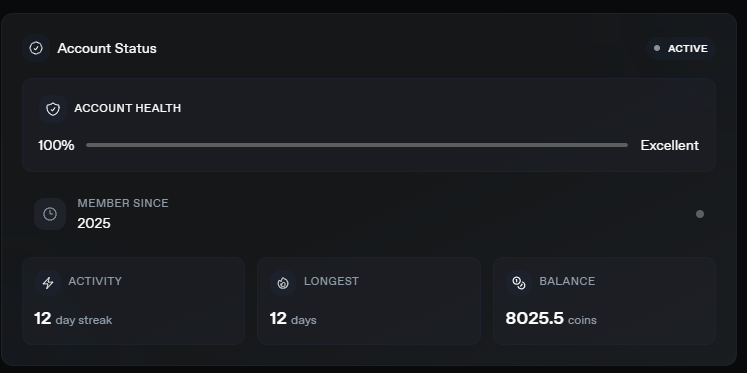 Account Status
ACTIVE
ACCOUNT HEALTH
100%
Excellent
MEMBER SINCE
2025
ACTIVITY
12 day streak
LONGEST
12 days
BALANCE
8025.5 coins